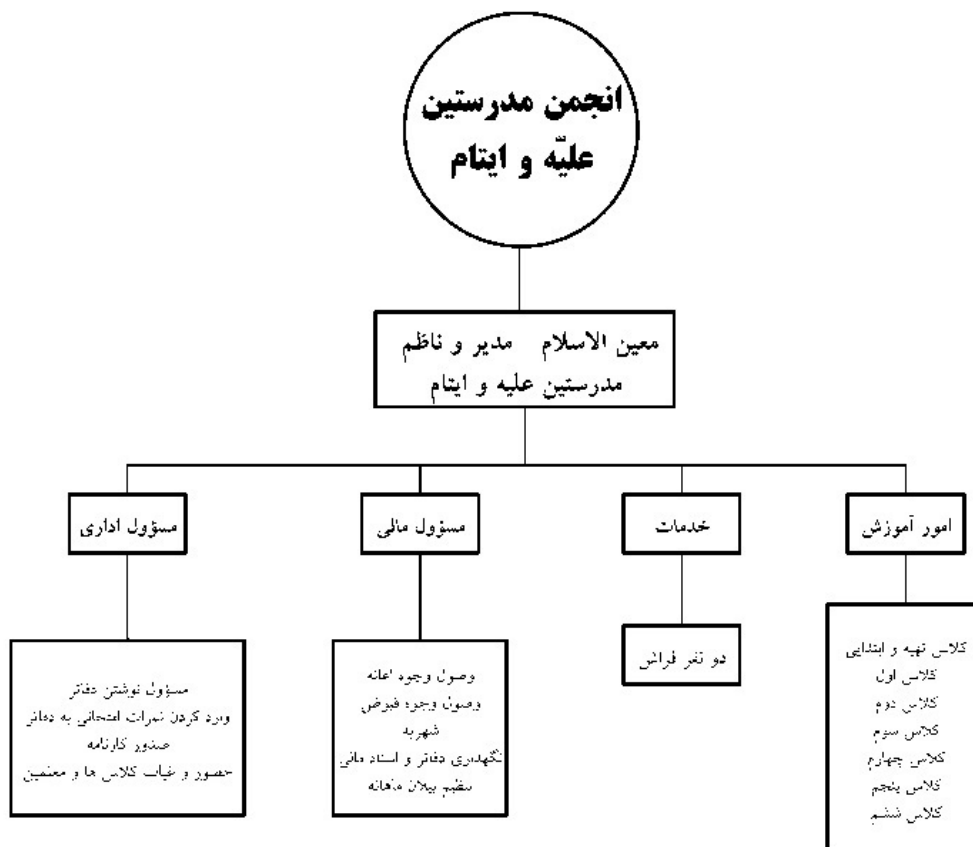 انجمن مدرستین
علیّه و ایتام
معین الاسلام مدیر و ناظم
مدرستین علیه و ایتام
امور آموزش
خدمات
مسؤول مالی
مسؤول اداری
کلاس تهیه و ابتدایی
کلاس اول
کلاس دوم
کلاس سوم
کلاس چهارم
کلاس پنجم
کلاس ششم
دو نفر فراش
وصول وجوه اعانه
وصول وجوه قبوض
شهریه
نگهداری دفاتر و اسناد مالی
تنظیم بیلان ماهانه
مسؤول نوشتن دفاتر
وارد کردن نمرات امتحانی به دفاتر
صدور کارنامه
حضور و غیاب کلاس ها و معلمین